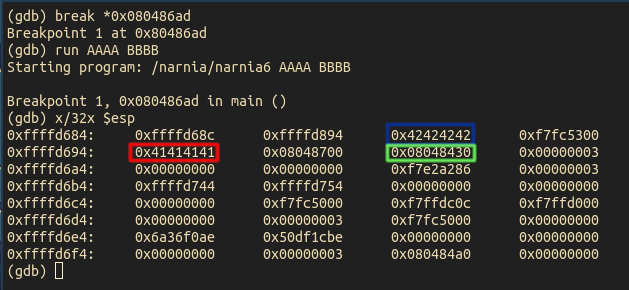 (gdb) break *0x080486ad
Breakpoint 1 at 0x80486ad
(gdb) run AAAA BBBB
Starting program: /narnia/narnia6 AAAA BBBB
Breakpoint 1, 0x080486ad in main ()
(gdb) x/32x $esp
0xffffd684: 0xffffd68c 0xffffd894 0x42424242 0xf7fc5300
0xffffd694: 0x41414141 0x08048700 0x08048430 0x00000003
0xffffd6a4: 0x00000000 0x00000000 0xf7e2a286 0x00000003
0xffffd6b4: 0xffffd744 0xffffd754 0x00000000 0x00000000
0xffffd6c4: 0x00000000 0xf7fc5000 0xf7ffdc0c 0xf7ffd000
0xffffd6d4: 0x00000000 0x00000003 0xf7fc5000 0x00000000
0xffffd6e4: 0x6a36f0ae 0x50df1cbe 0x00000000 0x00000000
0xffffd6f4: 0x00000000 0x00000003 0x080484a0 0x00000000
(gdb)